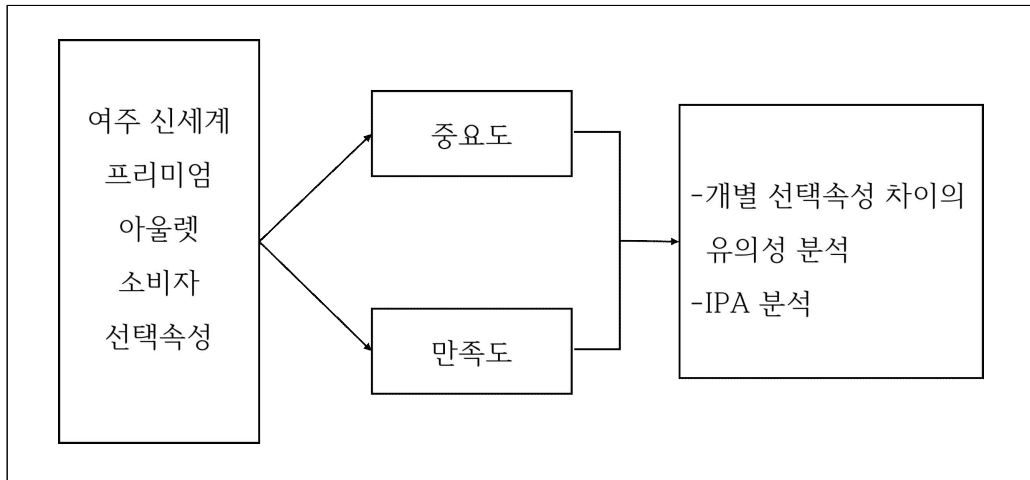 여주 신세계
프리미엄
아울렛
소비자
선택속성
중요도
만족도
-개별 선택속성 차이의
유의성 분석
-IPA 분석